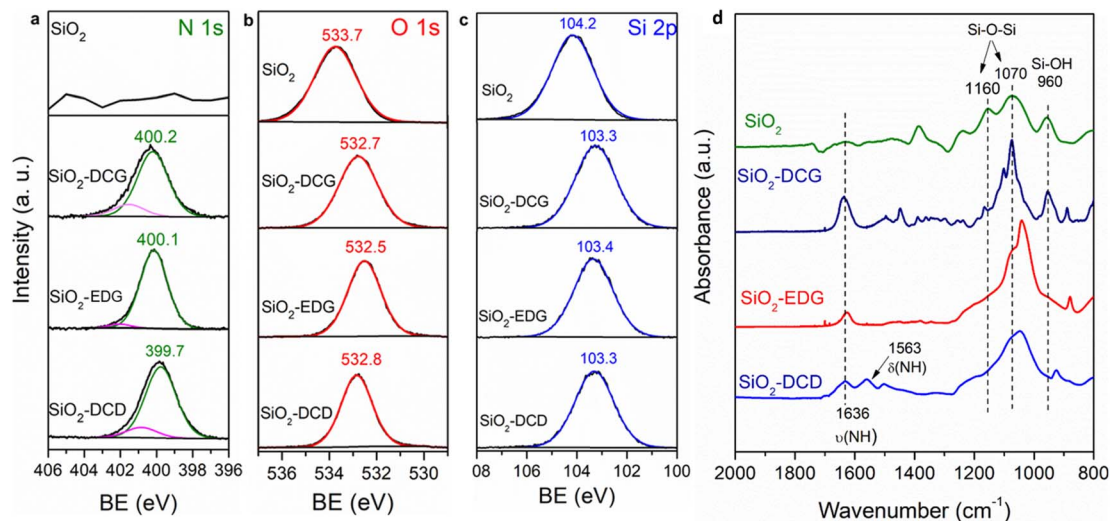 a
N 1s
SiO₂
400.2
SiO₂-DCG
400.1
SiO₂-EDG
399.7
SiO₂-DCD
406 404 402 400 398 396
BE (eV)
Intensity (a. u.)
b
O 1s
533.7
SiO₂
532.7
SiO₂-DCG
532.5
SiO₂-EDG
532.8
SiO₂-DCD
536 534 532 530
BE (eV)
c
Si 2p
104.2
SiO₂
103.3
SiO₂-DCG
103.4
SiO₂-EDG
103.3
SiO₂-DCD
08 106 104 102 100
BE (eV)
d
Si-O-Si
1160
1070
Si-OH
960
SiO₂
SiO₂-DCG
SiO₂-EDG
SiO₂-DCD
1563
δ(NH)
1636
υ(NH)
2000 1800 1600 1400 1200 1000 800
Wavenumber (cm⁻¹)
Absorbance (a.u.)